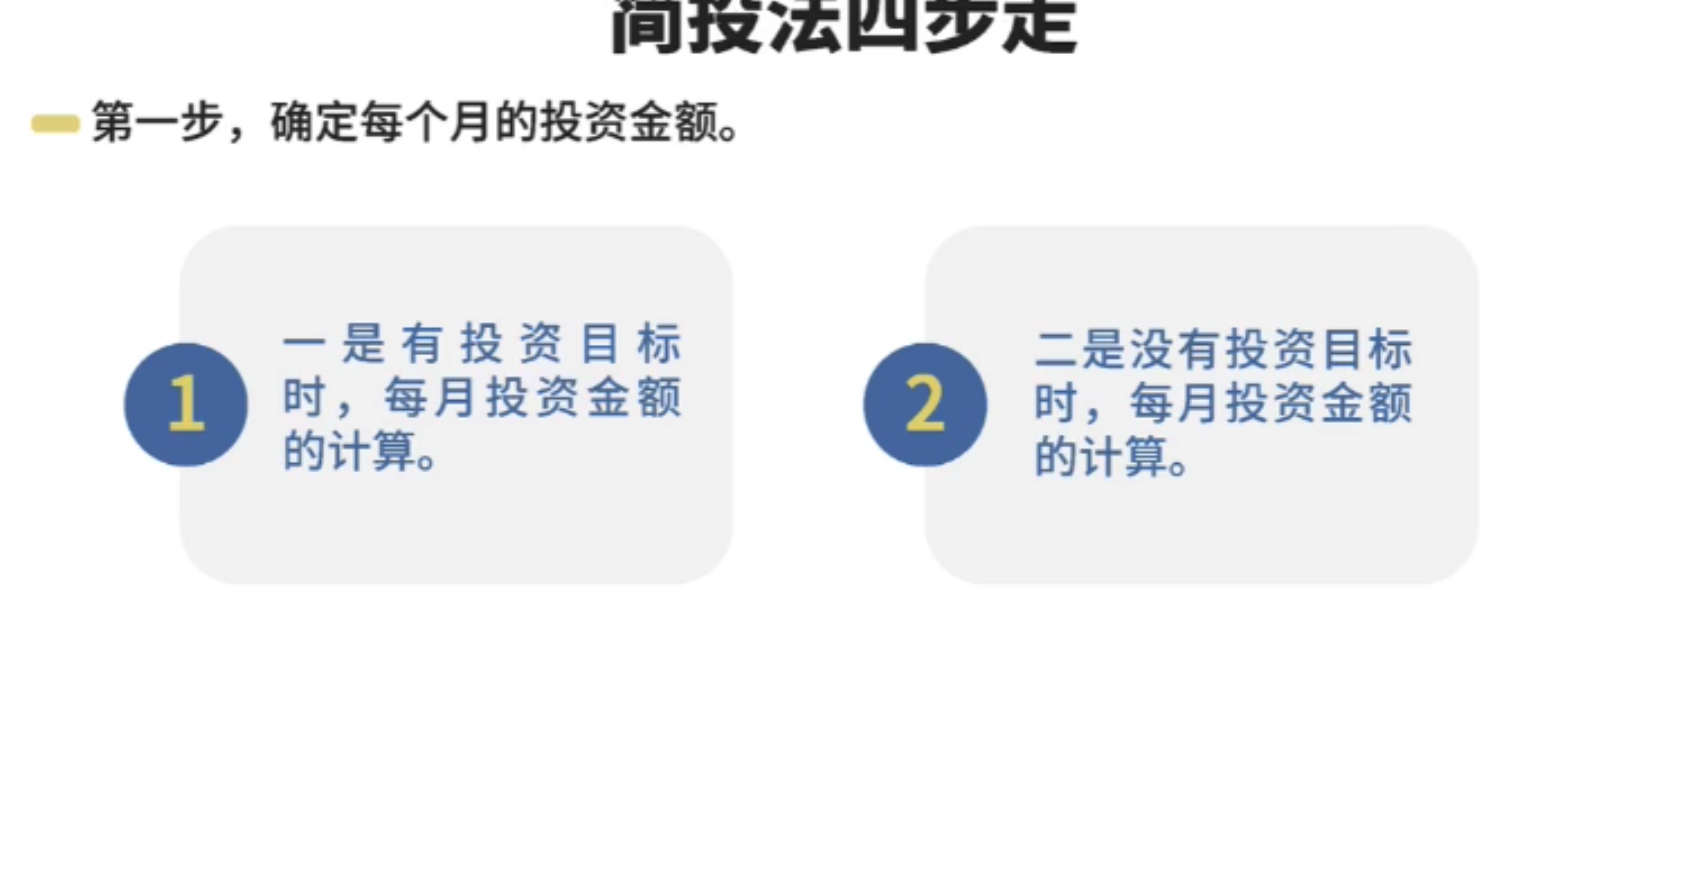 简投法四步走
第一步，确定每个月的投资金额。
1
一是有投资目标
时，每月投资金额
的计算。
2
二是没有投资目标
时，每月投资金额
的计算。